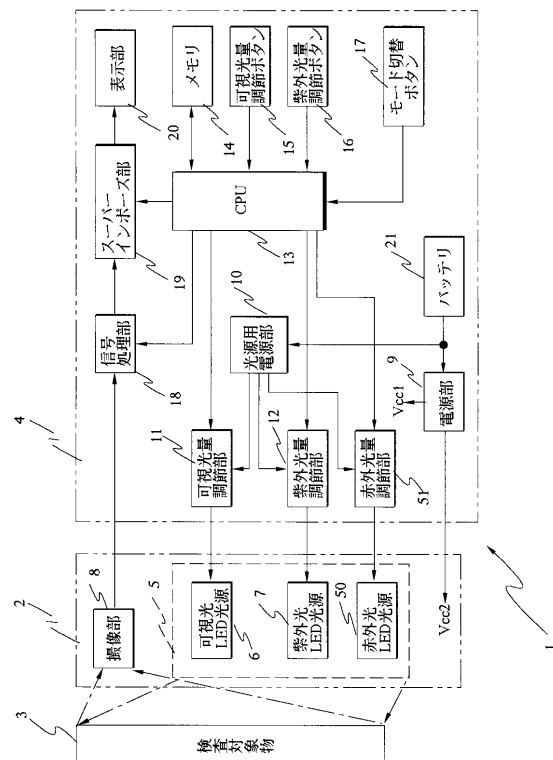 3
検査対象物
2
撮像部
8
5
可視光
LED光源
6
紫外光
LED光源
7
赤外光
LED光源
50
Vcc2
4
信号
処理部
18
スーパー
インポーズ部
19
表示部
20
メモリ
14
可視光量
調節ボタン
15
紫外光量
調節ボタン
16
モード切替
ボタン
17
CPU
13
光源用
電源部
10
可視光量
調節部
11
紫外光量
調節部
12
赤外光量
調節部
51
Vcc1
電源部
9
バッテリ
21
1